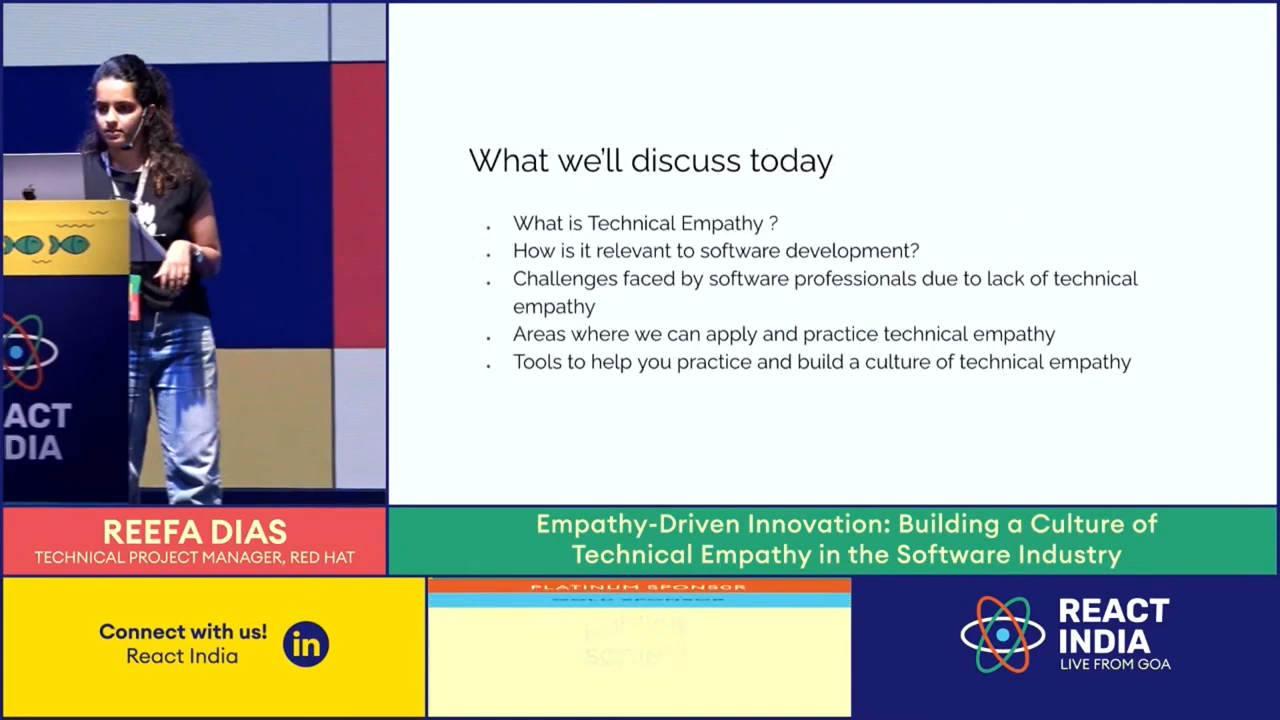 What we'll discuss today
. What is Technical Empathy ?
. How is it relevant to software development?
. Challenges faced by software professionals due to lack of technical
empathy
. Areas where we can apply and practice technical empathy
. Tools to help you practice and build a culture of technical empathy
ACT
DIA
REEFA DIAS
TECHNICAL PROJECT MANAGER, RED HAT
Empathy-Driven Innovation: Building a Culture of
Technical Empathy in the Software Industry
Connect with us!
React India
in
PLATINUM SPONSOR
GOLD SPONSOR
REACT
INDIA
LIVE FROM GOA